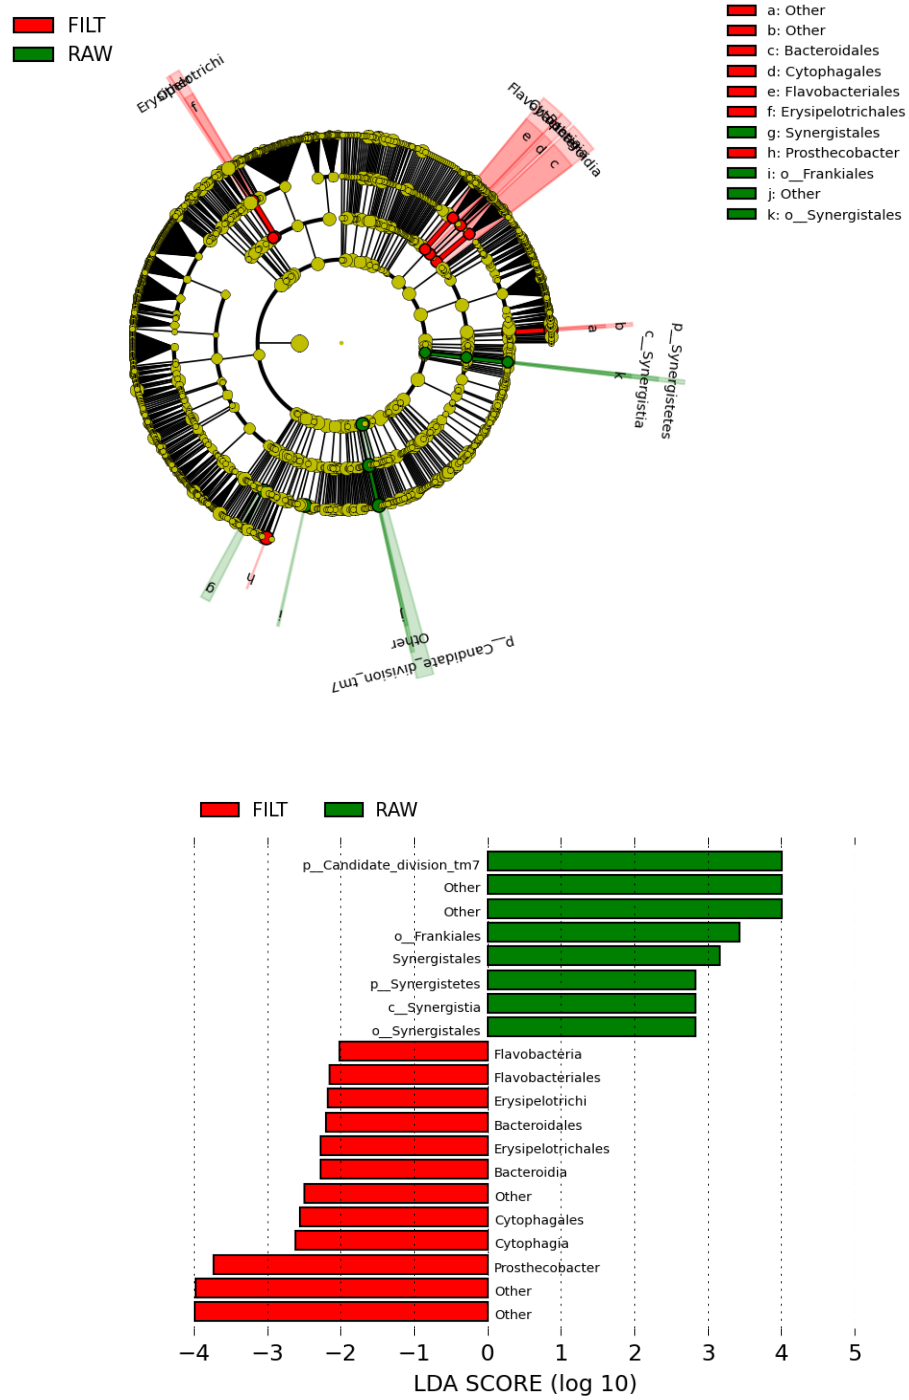 FILT
RAW
a: Other
b: Other
c: Bacteroidales
d: Cytophagales
e: Flavobacteriales
f: Erysipelotrichales
g: Synergistales
h: Prosthecobacter
i: o__Frankiales
j: Other
k: o__Synergistales
Erysipelotrichi
f
e
d
c
a
b
k
c__Synergistia
p__Synergistetes
g
h
i
j
Other
p__Candidate_division_tm7
FILT
RAW
p__Candidate_division_tm7
Other
Other
o__Frankiales
Synergistales
p__Synergistetes
c__Synergistia
o__Synergistales
Flavobacteria
Flavobacteriales
Erysipelotrichi
Bacteroidales
Erysipelotrichales
Bacteroidia
Other
Cytophagales
Cytophagia
Prosthecobacter
Other
Other
−4 −3 −2 −1 0 1 2 3 4 5
LDA SCORE (log 10)